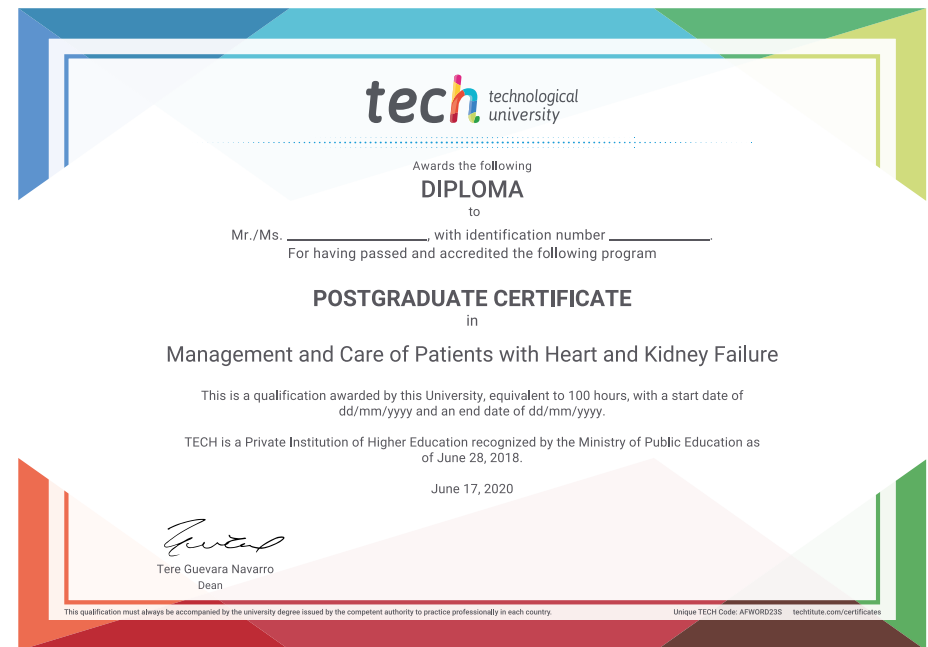 tech technological
university
Awards the following
DIPLOMA
to
Mr./Ms. ____________________, with identification number ______________.
For having passed and accredited the following program
POSTGRADUATE CERTIFICATE
in
Management and Care of Patients with Heart and Kidney Failure
This is a qualification awarded by this University, equivalent to 100 hours, with a start date of
dd/mm/yyyy and an end date of dd/mm/yyyy.
TECH is a Private Institution of Higher Education recognized by the Ministry of Public Education as
of June 28, 2018.
June 17, 2020
Tere Guevara Navarro
Dean
This qualification must always be accompanied by the university degree issued by the competent authority to practice professionally in each country.
Unique TECH Code: AFWORD23S techtitute.com/certificates